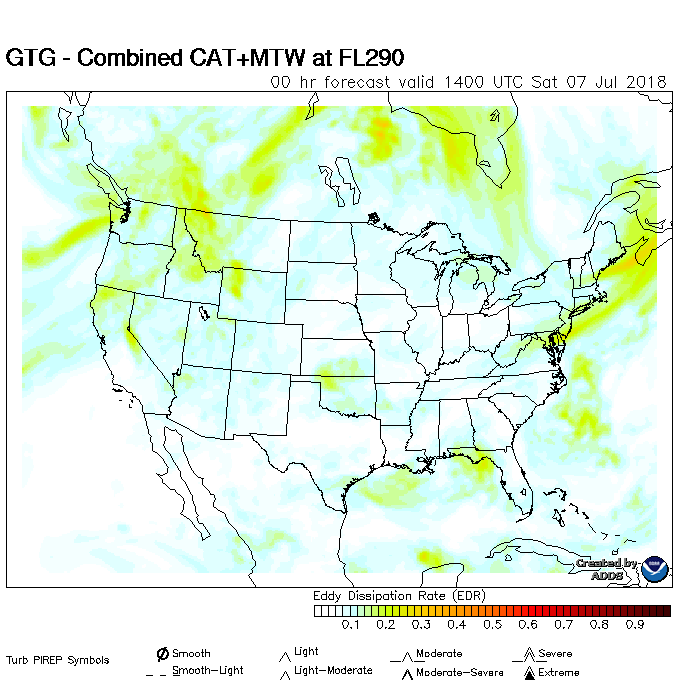 GTG - Combined CAT+MTW at FL290
00 hr forecast valid 1400 UTC Sat 07 Jul 2018
Created by
ADDS
Eddy Dissipation Rate (EDR)
0.1 0.2 0.3 0.4 0.5 0.6 0.7 0.8 0.9
Turb PIREP Symbols
Smooth Light Moderate Severe
Smooth-Light Light-Moderate Moderate-Severe Extreme